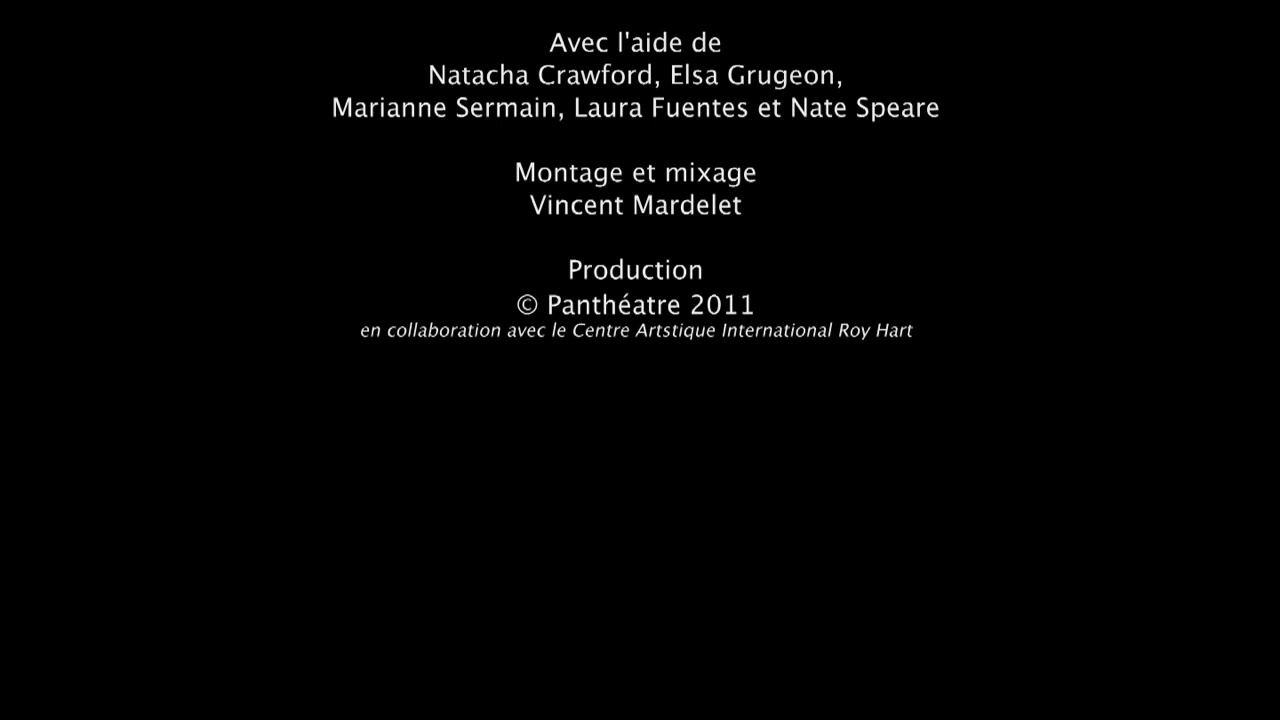 Avec l'aide de
Natacha Crawford, Elsa Grugeon,
Marianne Sermain, Laura Fuentes et Nate Speare
Montage et mixage
Vincent Mardelet
Production
© Panthéatre 2011
en collaboration avec le Centre Artstique International Roy Hart